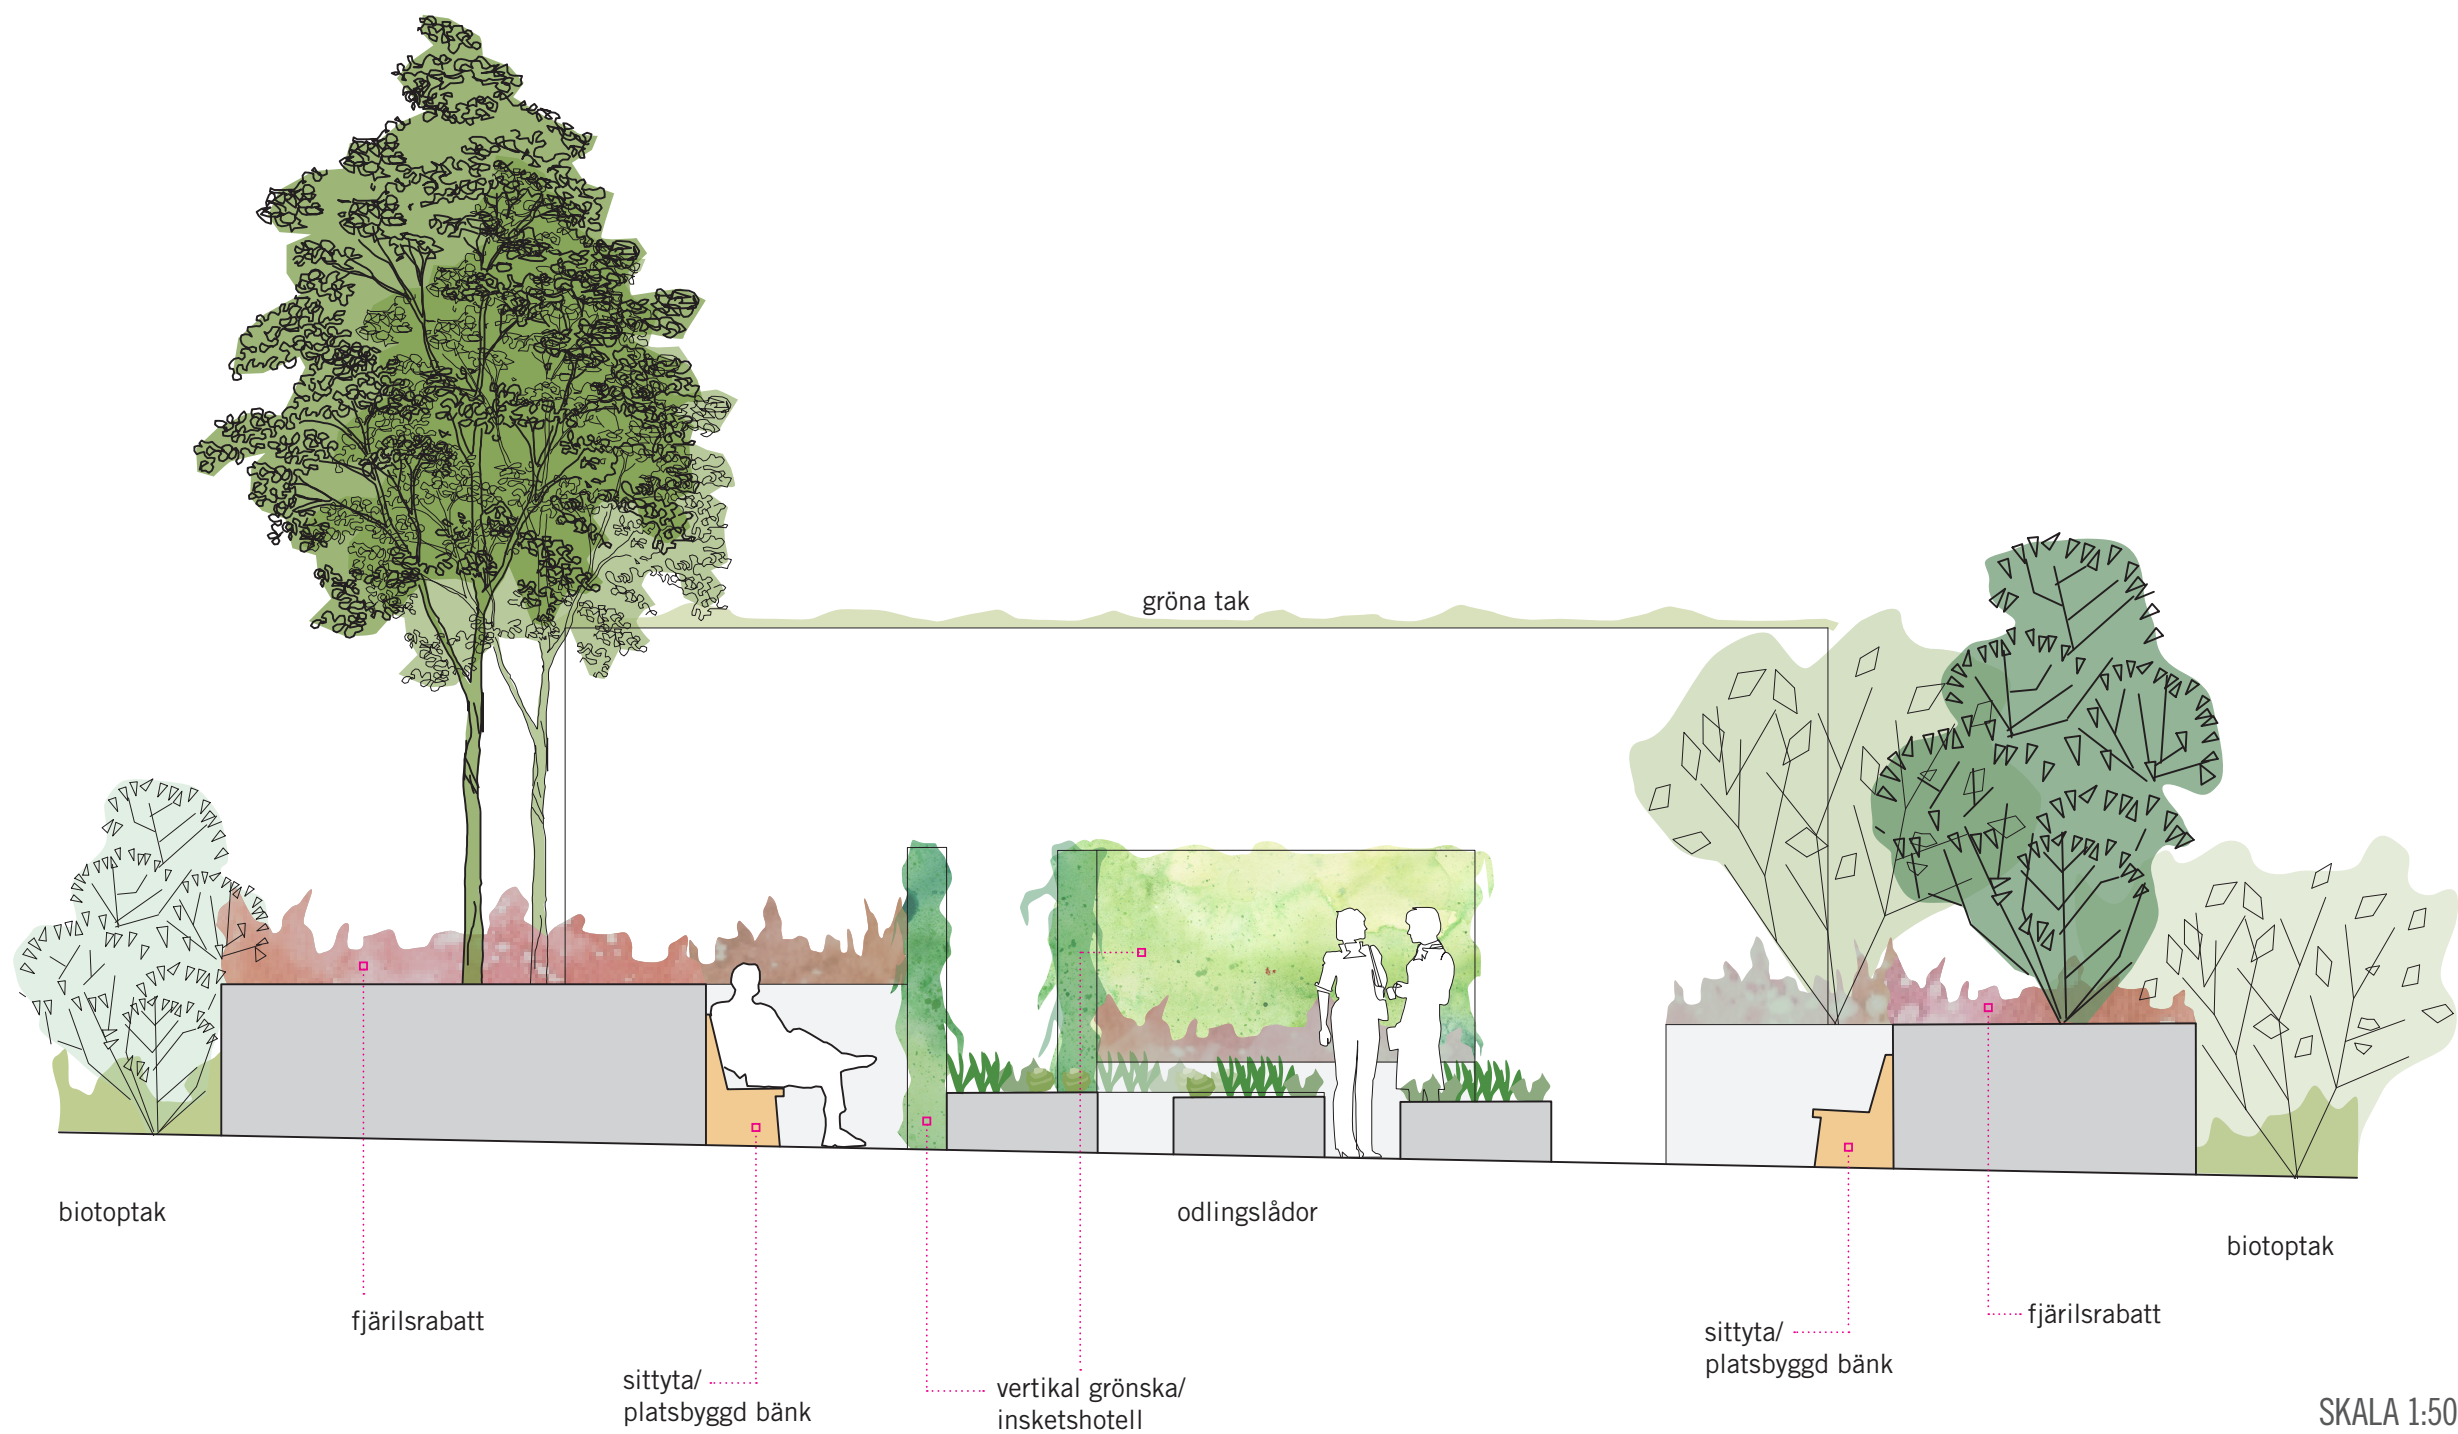 gröna tak
biotoptak
odlingslådor
biotoptak
fjärilsrabatt
fjärilsrabatt
sittyta/
platsbyggd bänk
sittyta/
platsbyggd bänk
vertikal grönska/
insketshotell
SKALA 1:50